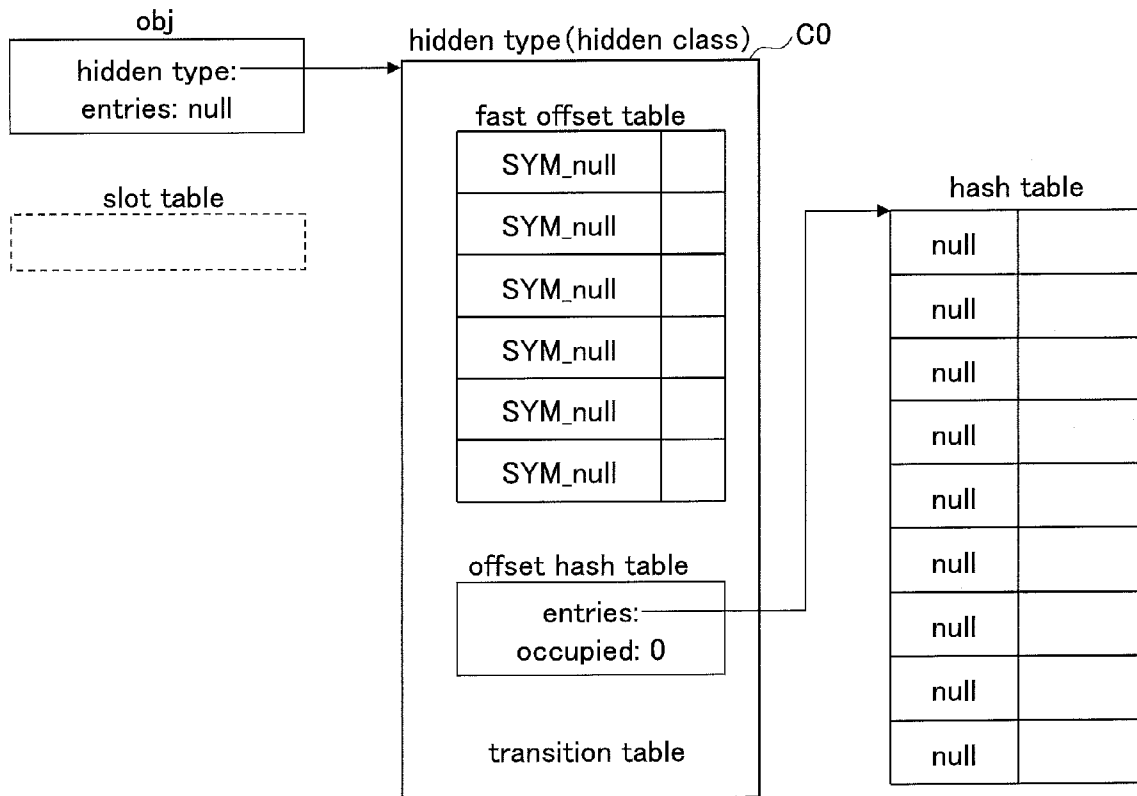 obj
hidden type:
entries: null
slot table
hidden type(hidden class)
C0
fast offset table
SYM_null
SYM_null
SYM_null
SYM_null
SYM_null
SYM_null
offset hash table
entries:
occupied: 0
transition table
hash table
null
null
null
null
null
null
null
null
null